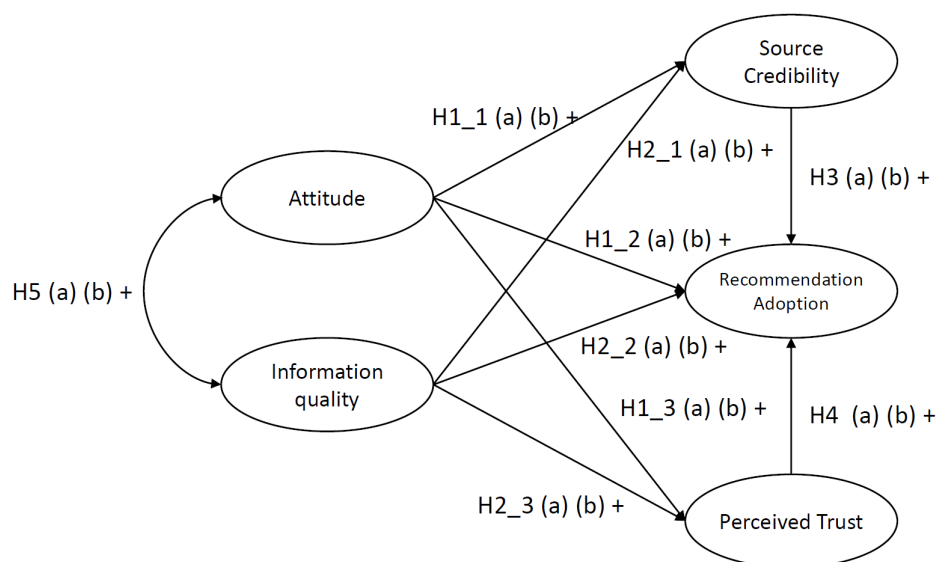 Source
Credibility
H1_1 (a) (b) +
H2_1 (a) (b) +
H3 (a) (b) +
Attitude
H1_2 (a) (b) +
Recommendation
Adoption
H5 (a) (b) +
Information
quality
H2_2 (a) (b) +
H1_3 (a) (b) +
H4 (a) (b) +
H2_3 (a) (b) +
Perceived Trust